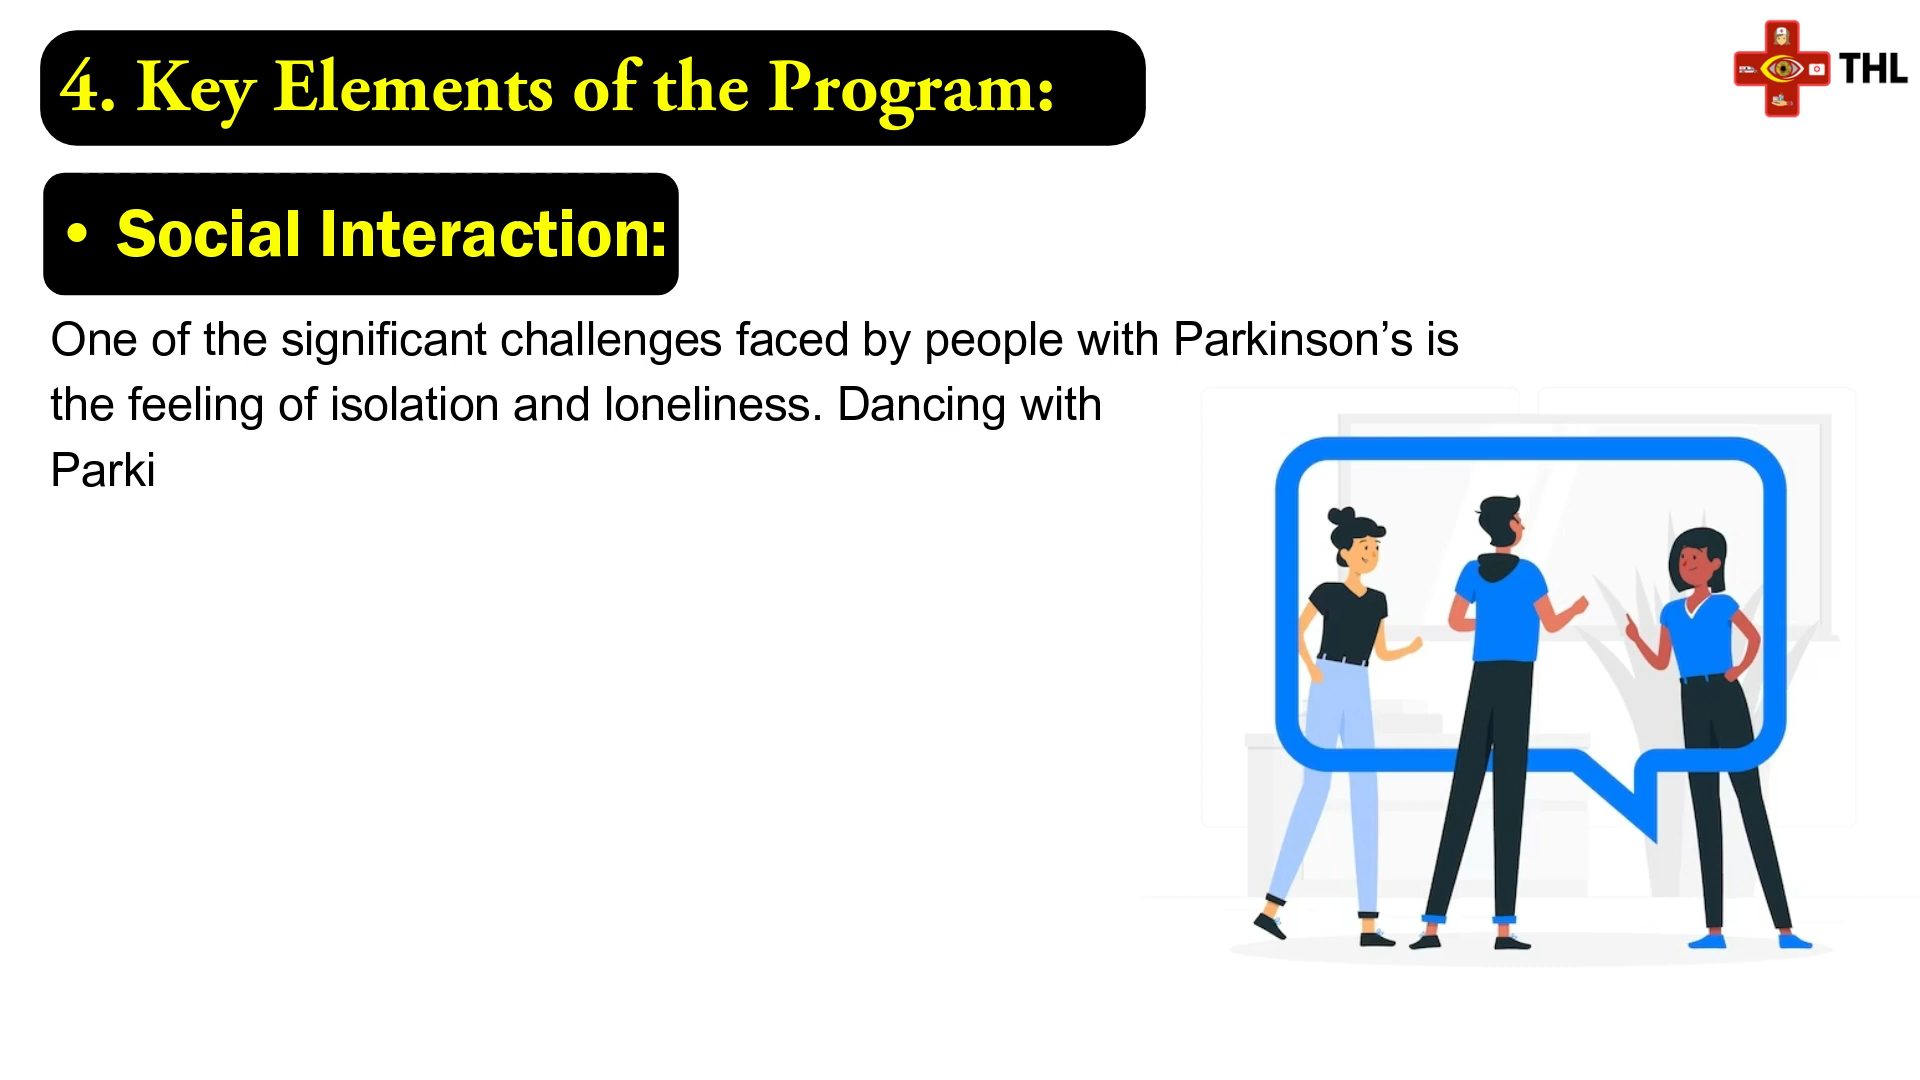 4. Key Elements of the Program:
THL
• Social Interaction:
One of the significant challenges faced by people with Parkinson’s is
the feeling of isolation and loneliness. Dancing with
Parki